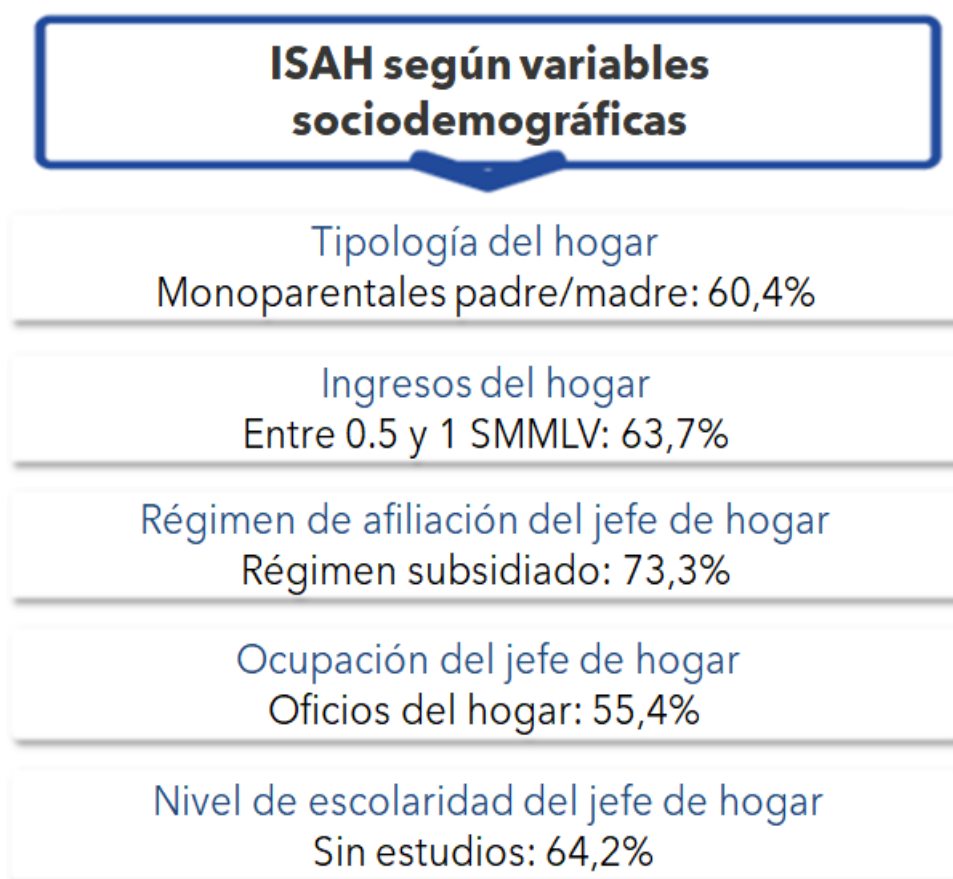 ISAH según variables
sociodemográficas
Tipología del hogar
Monoparentales padre/madre: 60,4%
Ingresos del hogar
Entre 0.5 y 1 SMMLV: 63,7%
Régimen de afiliación del jefe de hogar
Régimen subsidiado: 73,3%
Ocupación del jefe de hogar
Oficios del hogar: 55,4%
Nivel de escolaridad del jefe de hogar
Sin estudios: 64,2%